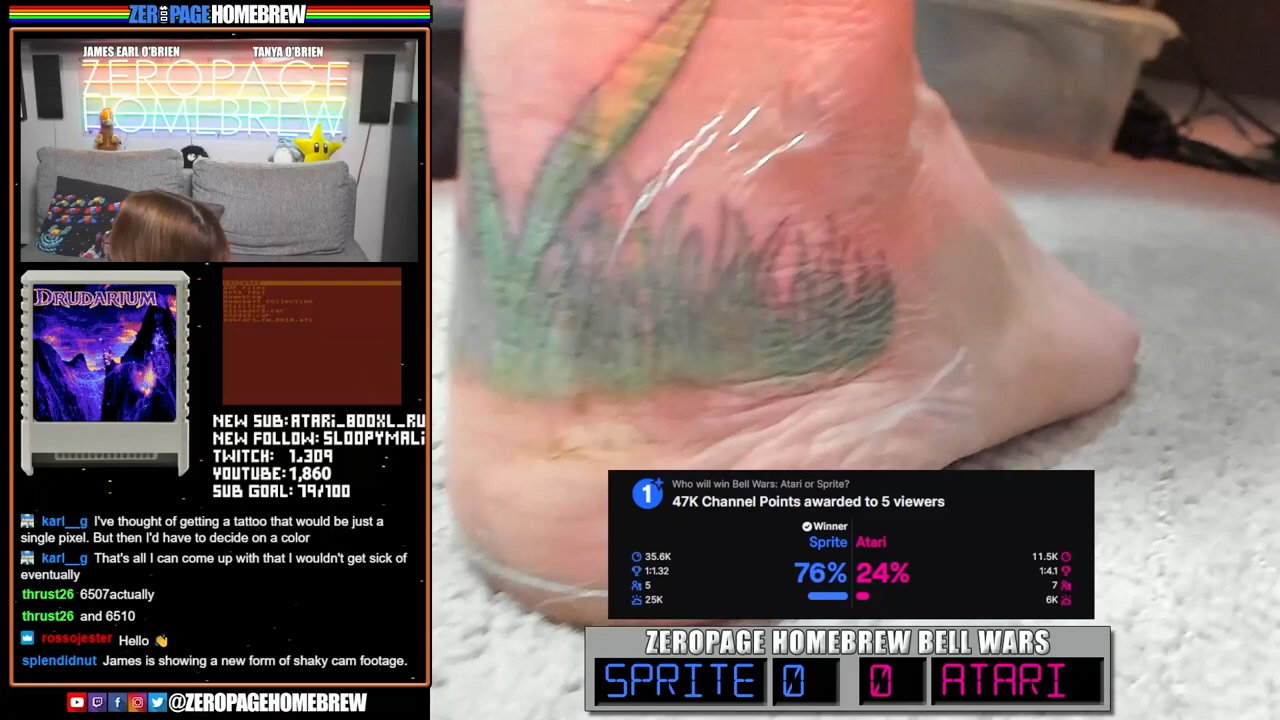 ZEROPAGE HOMEBREW
JAMES EARL O'BRIEN
TANYA O'BRIEN
ZEROPAGE
HOMEBREW
DRUDARIUM
NEW SUB: ATARI_800XL_RU
NEW FOLLOW: SLOOPYMALI
TWITCH: 1,309
YOUTUBE: 1,860
SUB GOAL: 79/100
karl__g I've thought of getting a tattoo that would be just a
single pixel. But then I'd have to decide on a color
karl__g That's all I can come up with that I wouldn't get sick of
eventually
thrust26 6507actually
thrust26 and 6510
rossojester Hello 👋
splendidnut James is showing a new form of shaky cam footage.
@ZEROPAGEHOMEBREW
1
Who will win Bell Wars: Atari or Sprite?
47K Channel Points awarded to 5 viewers
Winner
Sprite Atari
76% 24%
35.6K
1:1.32
5
25K
11.5K
1:4.1
7
6K
ZEROPAGE HOMEBREW BELL WARS
SPRITE 0 0 ATARI